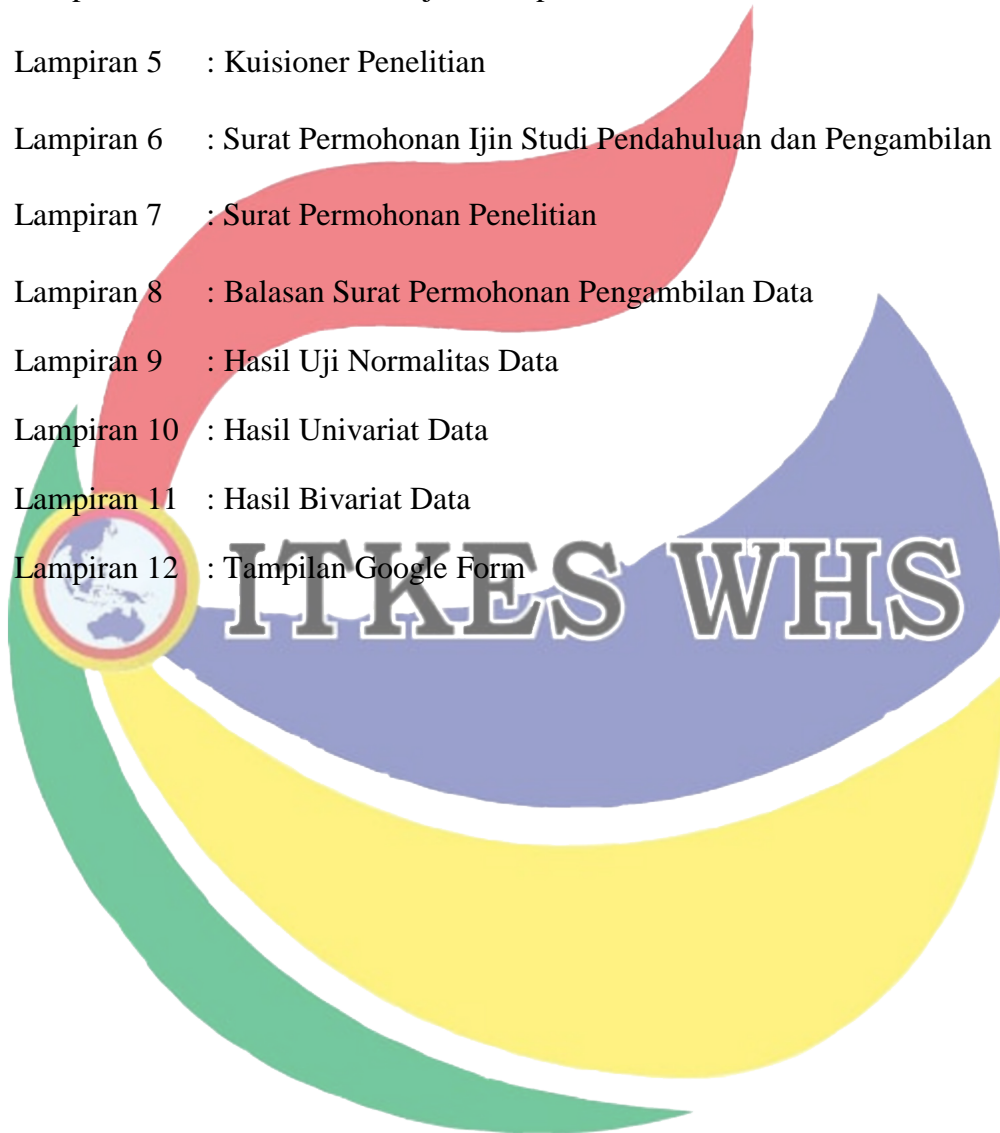 Lampiran 5 : Kuisioner Penelitian
Lampiran 6 : Surat Permohonan Ijin Studi Pendahuluan dan Pengambilan
Lampiran 7 : Surat Permohonan Penelitian
Lampiran 8 : Balasan Surat Permohonan Pengambilan Data
Lampiran 9 : Hasil Uji Normalitas Data
Lampiran 10 : Hasil Univariat Data
Lampiran 11 : Hasil Bivariat Data
Lampiran 12 : Tampilan Google Form
ITKES WHS